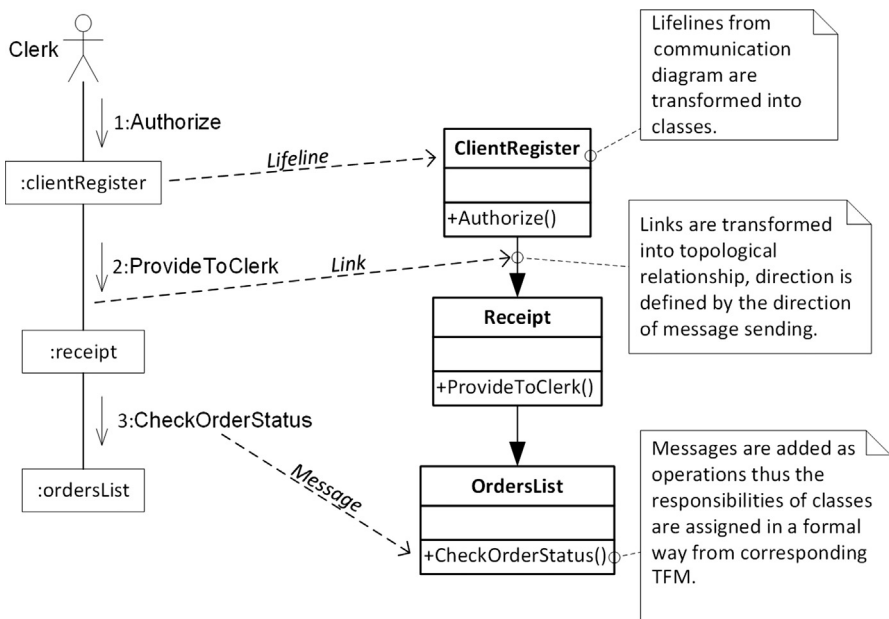 Clerk
1:Authorize
:clientRegister
2:ProvideToClerk
:receipt
3:CheckOrderStatus
:ordersList
Lifeline
Link
Message
ClientRegister
+Authorize()
Receipt
+ProvideToClerk()
OrdersList
+CheckOrderStatus()
Lifelines from
communication
diagram are
transformed into
classes.
Links are transformed
into topological
relationship, direction is
defined by the direction
of message sending.
Messages are added as
operations thus the
responsibilities of classes
are assigned in a formal
way from corresponding
TFM.